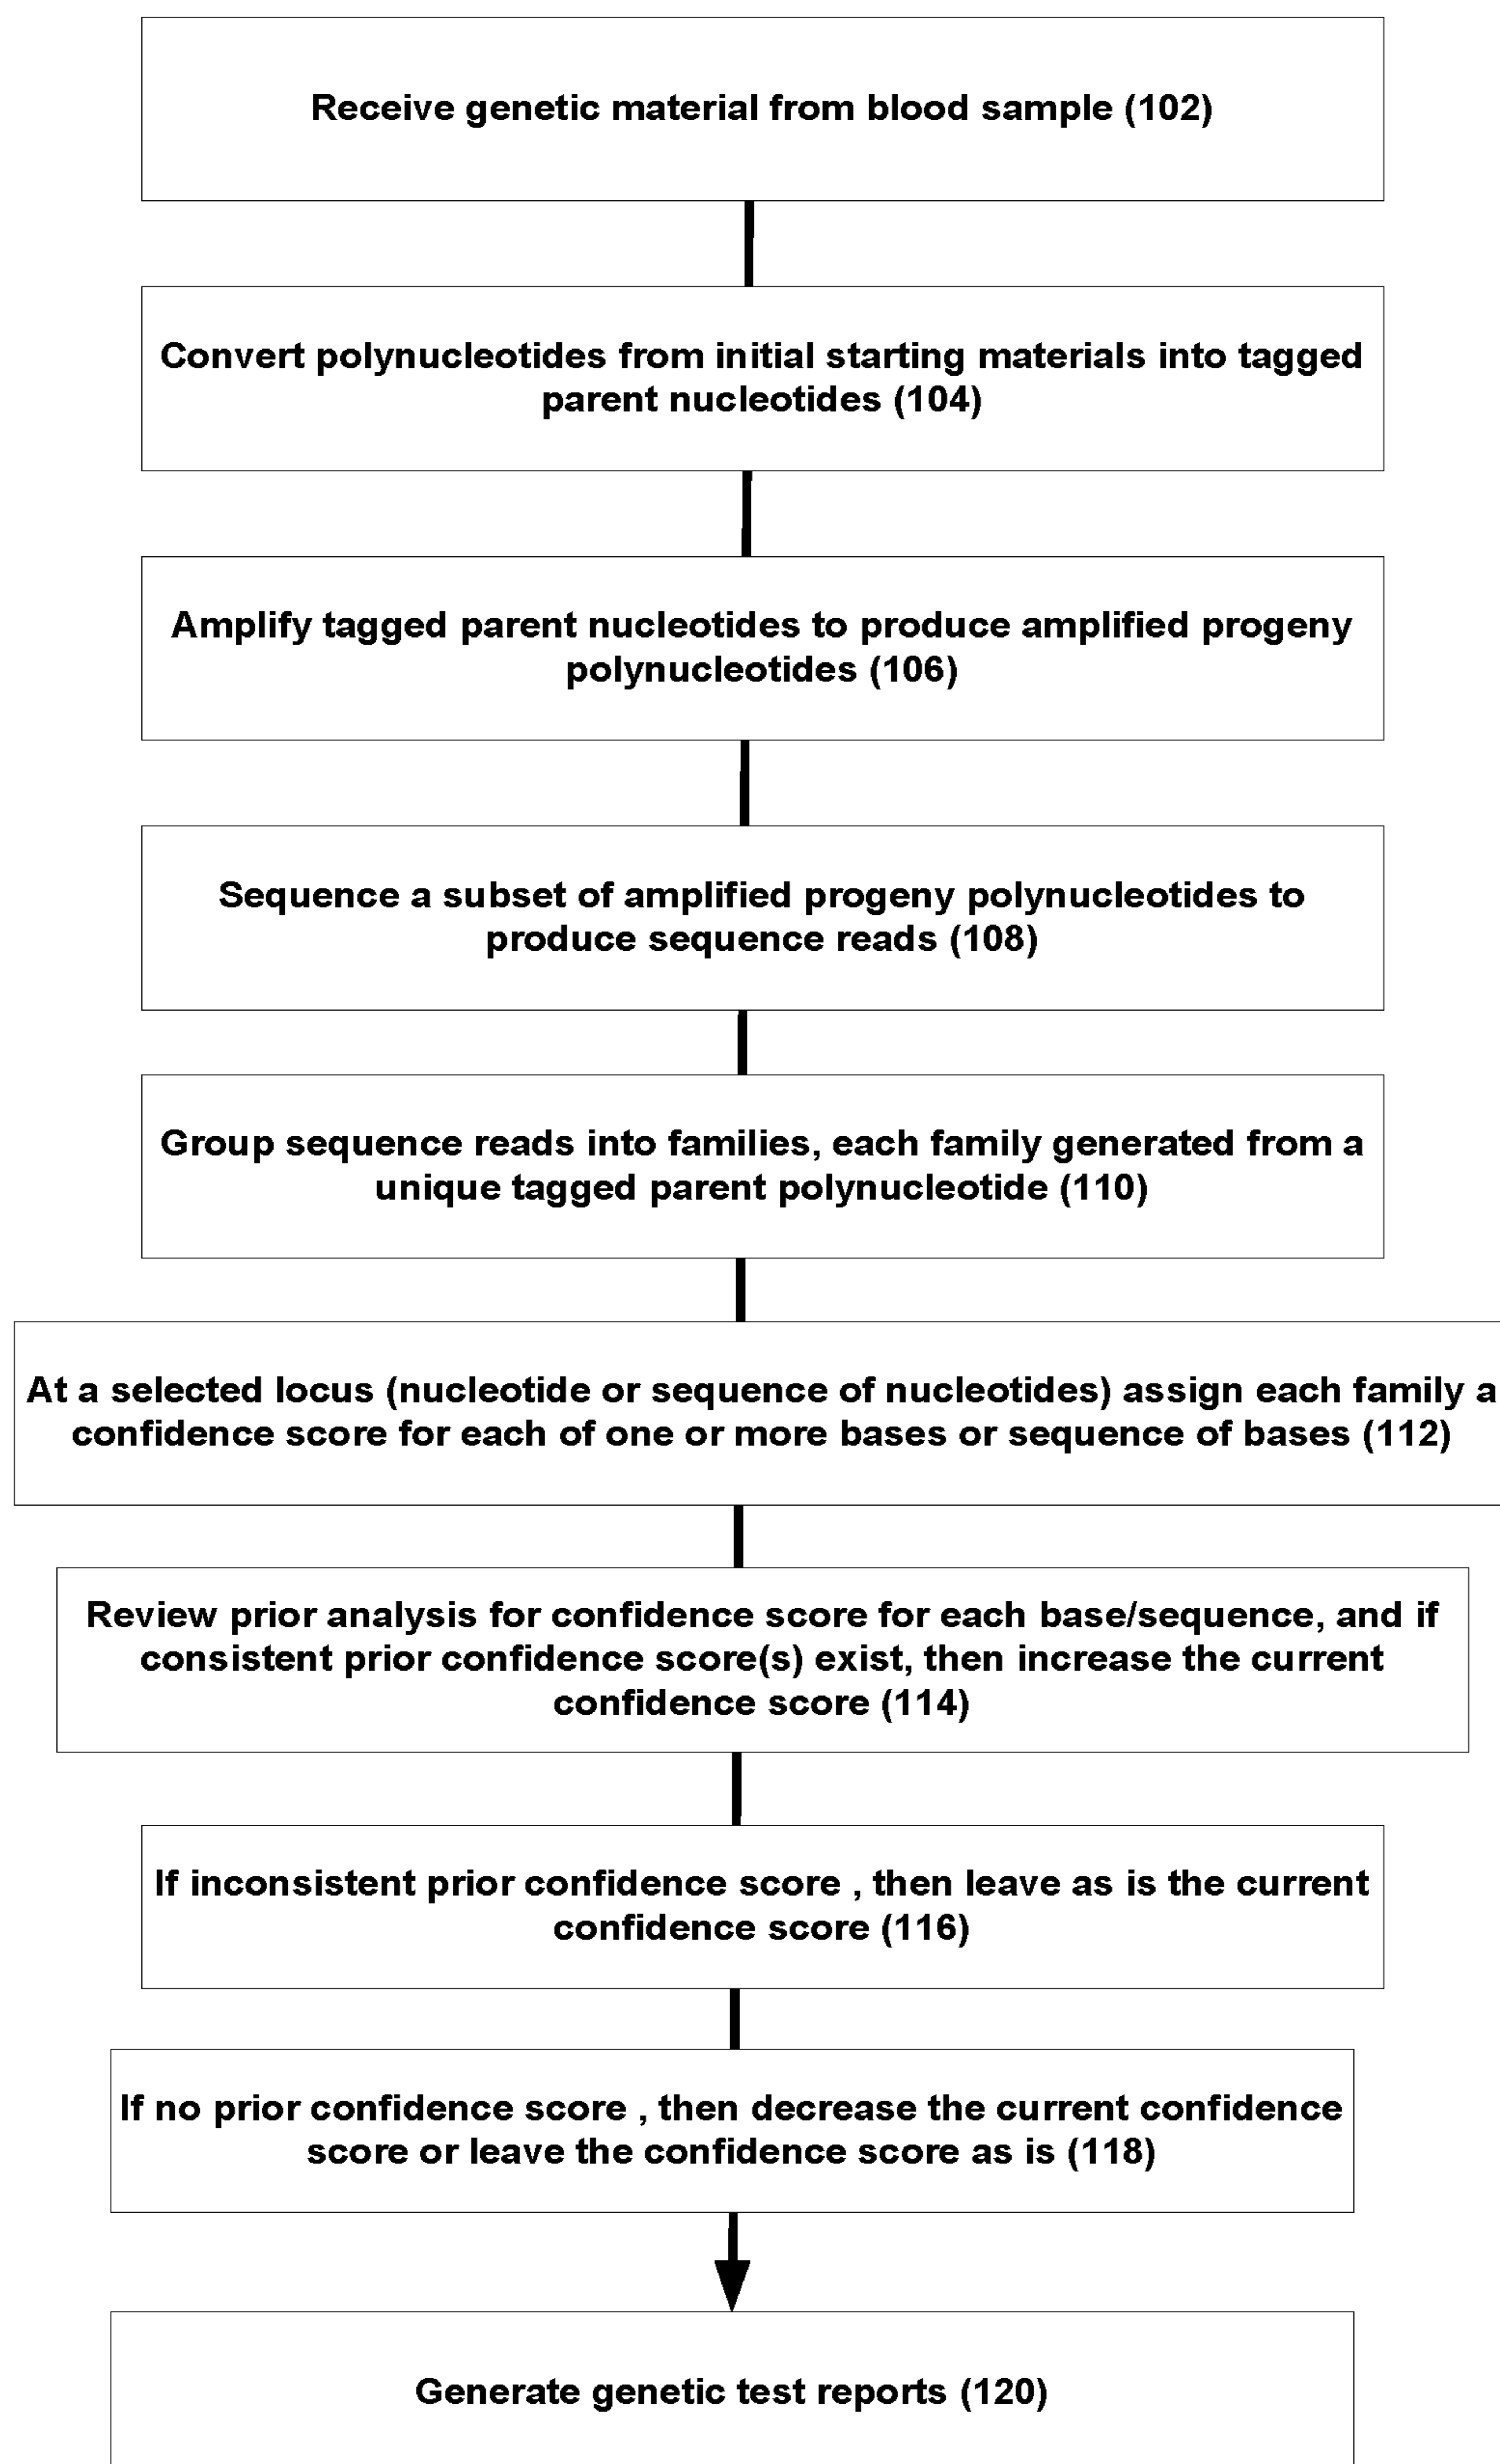 Receive genetic material from blood sample (102)
Convert polynucleotides from initial starting materials into tagged
parent nucleotides (104)
Amplify tagged parent nucleotides to produce amplified progeny
polynucleotides (106)
Sequence a subset of amplified progeny polynucleotides to
produce sequence reads (108)
Group sequence reads into families, each family generated from a
unique tagged parent polynucleotide (110)
At a selected locus (nucleotide or sequence of nucleotides) assign each family a
confidence score for each of one or more bases or sequence of bases (112)
Review prior analysis for confidence score for each base/sequence, and if
consistent prior confidence score(s) exist, then increase the current
confidence score (114)
If inconsistent prior confidence score , then leave as is the current
confidence score (116)
If no prior confidence score , then decrease the current confidence
score or leave the confidence score as is (118)
Generate genetic test reports (120)